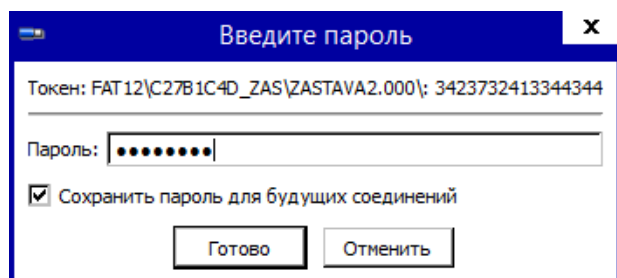 Введите пароль
x
Токен: FAT12\C27B1C4D_ZAS\ZASTAVA2.000\: 3423732413344344
Пароль: ●●●●●●●●
Сохранить пароль для будущих соединений
Готово Отменить